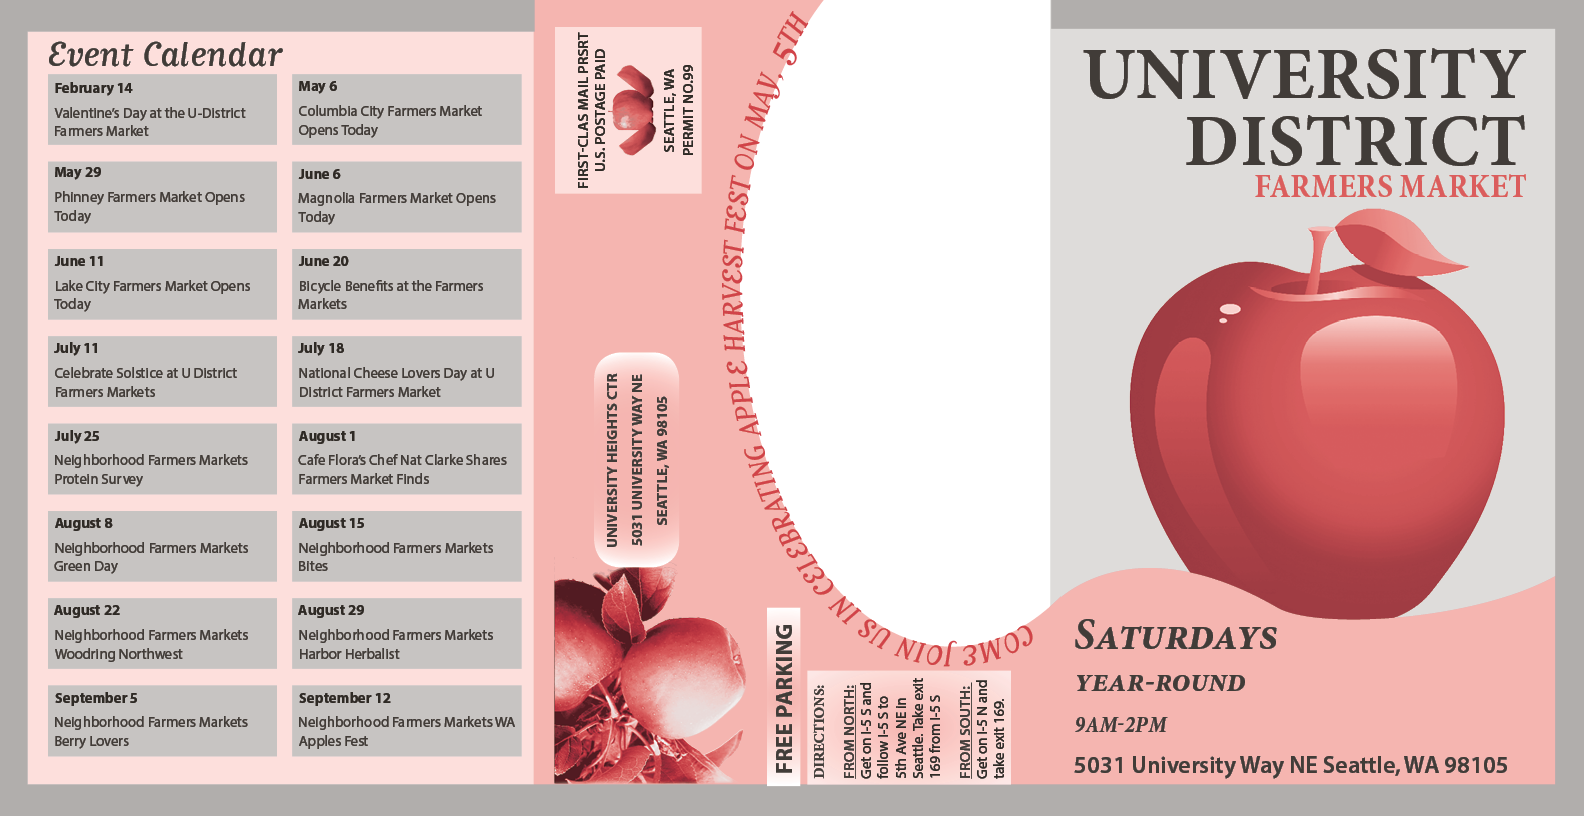 Event Calendar
February 14
Valentine's Day at the U-District
Farmers Market
May 6
Columbia City Farmers Market
Opens Today
May 29
Phinney Farmers Market Opens
Today
June 6
Magnolia Farmers Market Opens
Today
June 11
Lake City Farmers Market Opens
Today
June 20
Bicycle Benefits at the Farmers
Markets
July 11
Celebrate Solstice at U District
Farmers Markets
July 18
National Cheese Lovers Day at U
District Farmers Market
July 25
Neighborhood Farmers Markets
Protein Survey
August 1
Cafe Flora's Chef Nat Clarke Shares
Farmers Market Finds
August 8
Neighborhood Farmers Markets
Green Day
August 15
Neighborhood Farmers Markets
Bites
August 22
Neighborhood Farmers Markets
Woodring Northwest
August 29
Neighborhood Farmers Markets
Harbor Herbalist
September 5
Neighborhood Farmers Markets
Berry Lovers
September 12
Neighborhood Farmers Markets WA
Apples Fest
FIRST-CLAS MAIL PRSRT
U.S. POSTAGE PAID
SEATTLE, WA
PERMIT NO.99
UNIVERSITY HEIGHTS CTR
5031 UNIVERSITY WAY NE
SEATTLE, WA 98105
COME JOIN US IN CELEBRATING APPLE HARVEST FEST ON MAY, 5TH
FREE PARKING
DIRECTIONS:
FROM NORTH:
Get on I-5 S and
follow I-5 S to
5th Ave NE in
Seattle. Take exit
169 from I-5 S
FROM SOUTH:
Get on I-5 N and
take exit 169.
UNIVERSITY
DISTRICT
FARMERS MARKET
SATURDAYS
YEAR-ROUND
9AM-2PM
5031 University Way NE Seattle, WA 98105